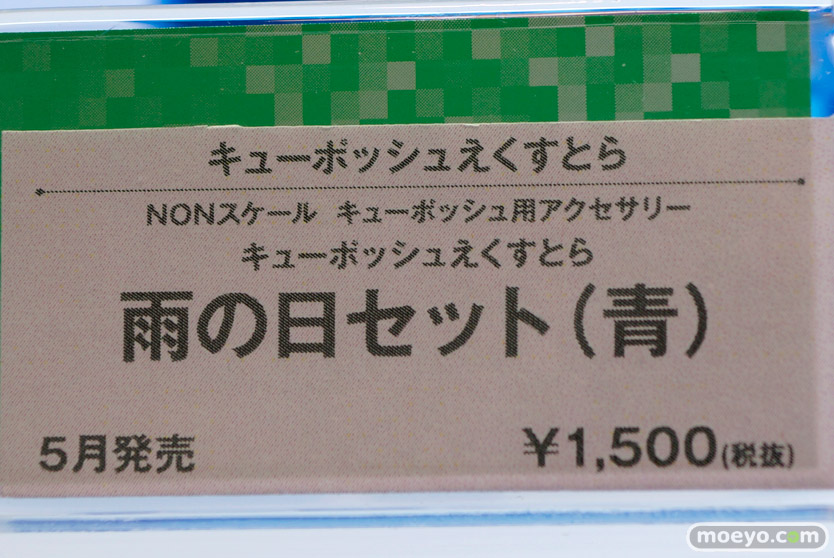 キューポッシュえくすとら
NONスケール キューポッシュ用アクセサリー
キューポッシュえくすとら
雨の日セット(青)
5月発売 ¥1,500(税抜)
moeyo.com